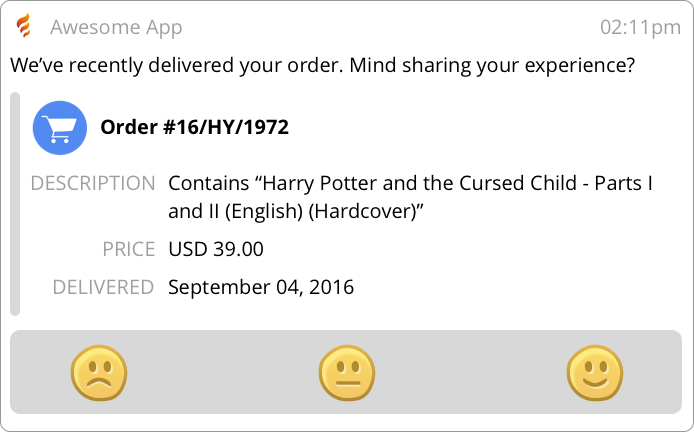 Awesome App 02:11pm
We’ve recently delivered your order. Mind sharing your experience?
Order #16/HY/1972
DESCRIPTION Contains “Harry Potter and the Cursed Child - Parts I
and II (English) (Hardcover)”
PRICE USD 39.00
DELIVERED September 04, 2016